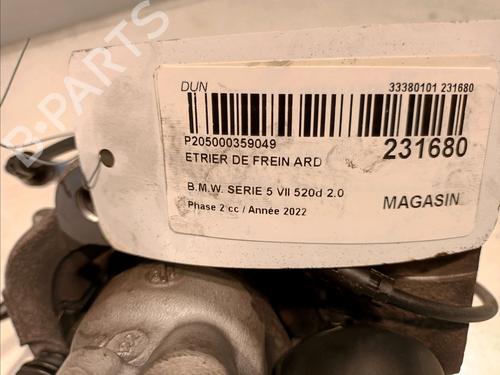 DUN 33380101 231680
P205000359049 231680
ETRIER DE FREIN ARD
B.M.W. SERIE 5 VII 520d 2.0
Phase 2 cc / Année 2022 MAGASIN
B-PARTS